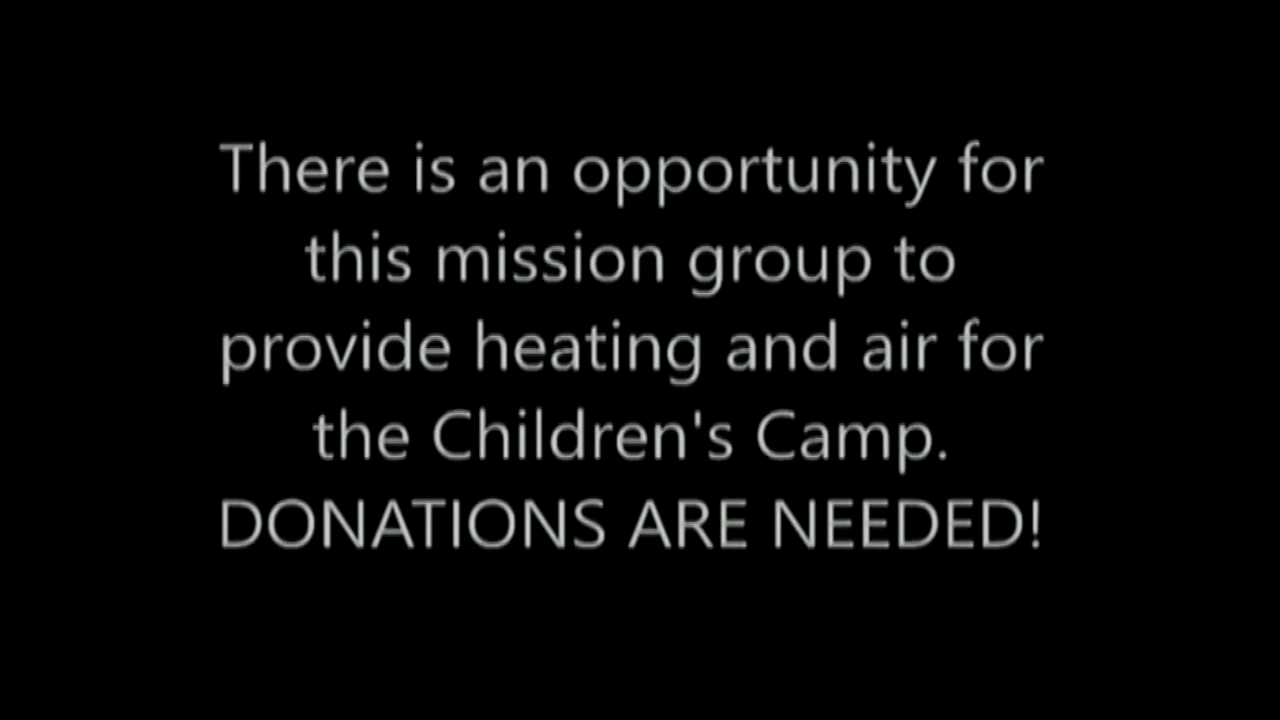 There is an opportunity for
this mission group to
provide heating and air for
the Children's Camp.
DONATIONS ARE NEEDED!